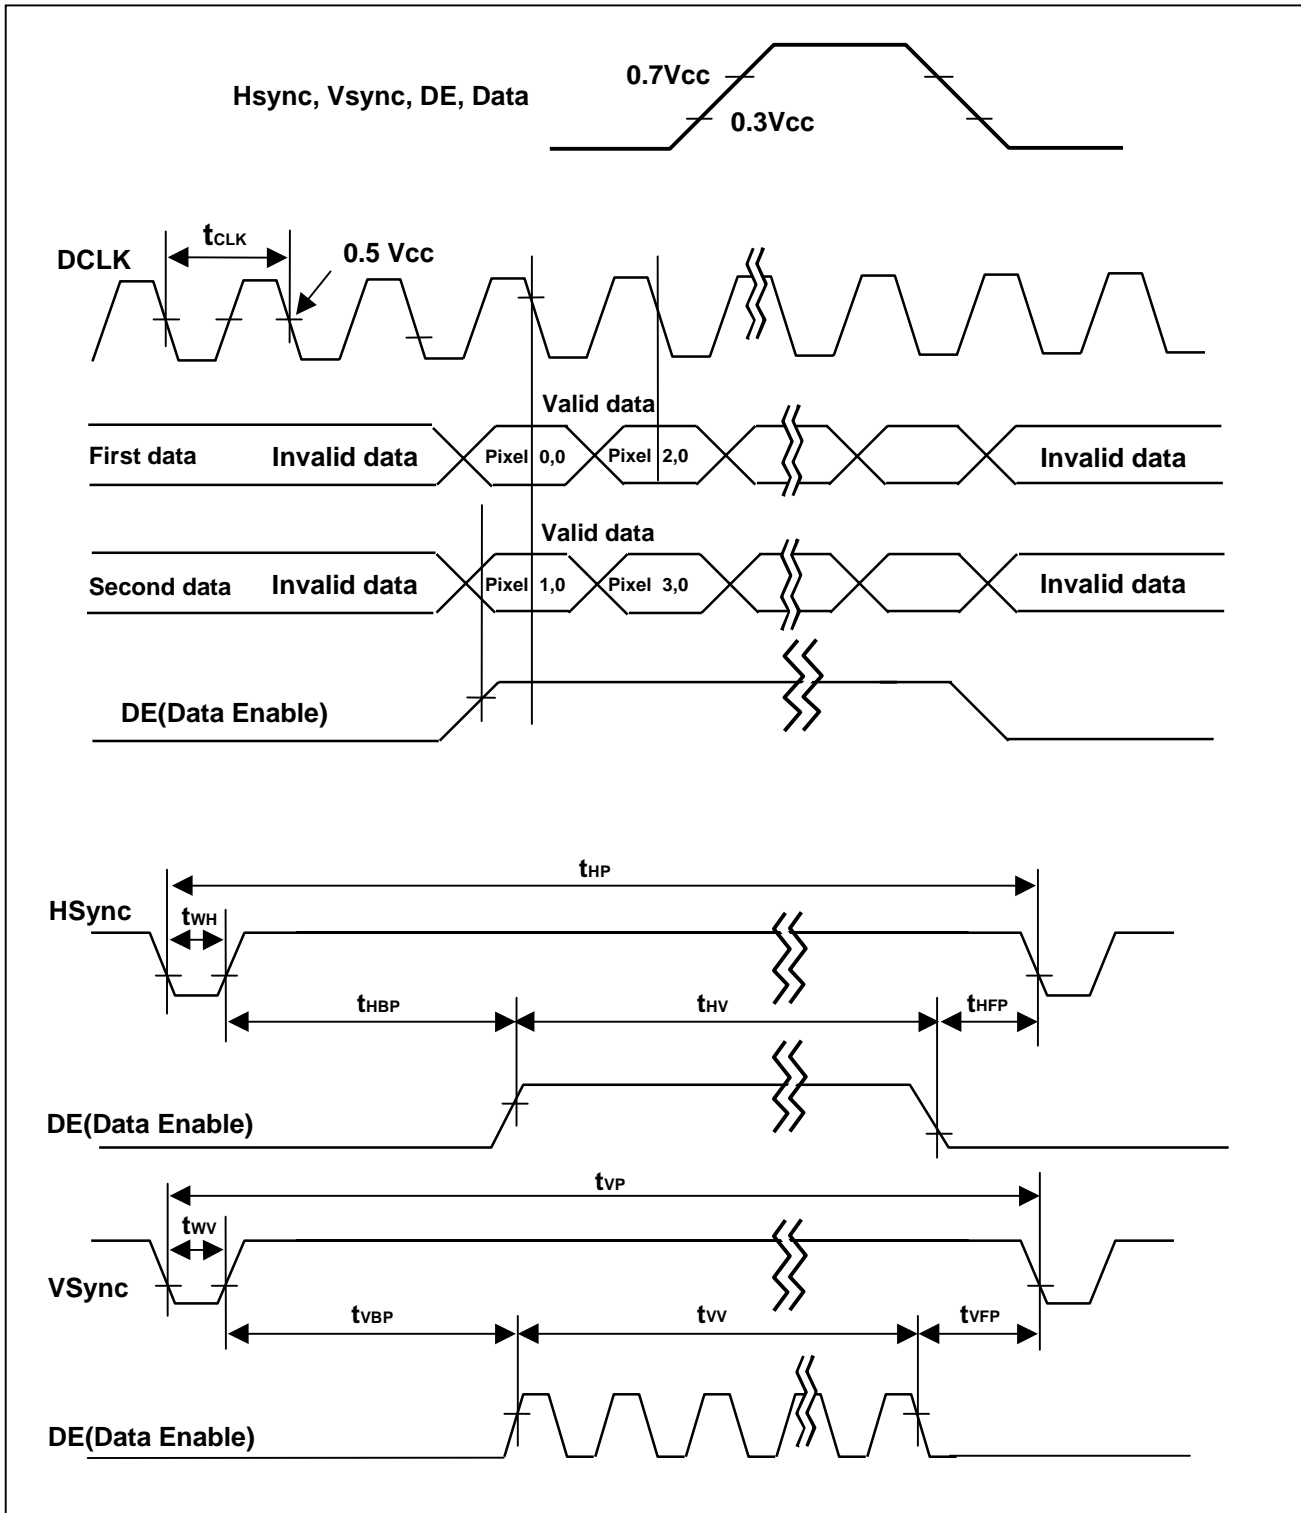 Hsync, Vsync, DE, Data
0.7Vcc
0.3Vcc
DCLK
tCLK
0.5 Vcc
Valid data
First data
Invalid data
Pixel 0,0
Pixel 2,0
Invalid data
Valid data
Second data
Invalid data
Pixel 1,0
Pixel 3,0
Invalid data
DE(Data Enable)
tHP
HSync
tWH
tHBP
tHV
tHFP
DE(Data Enable)
tVP
tWV
VSync
tVBP
tVV
tVFP
DE(Data Enable)